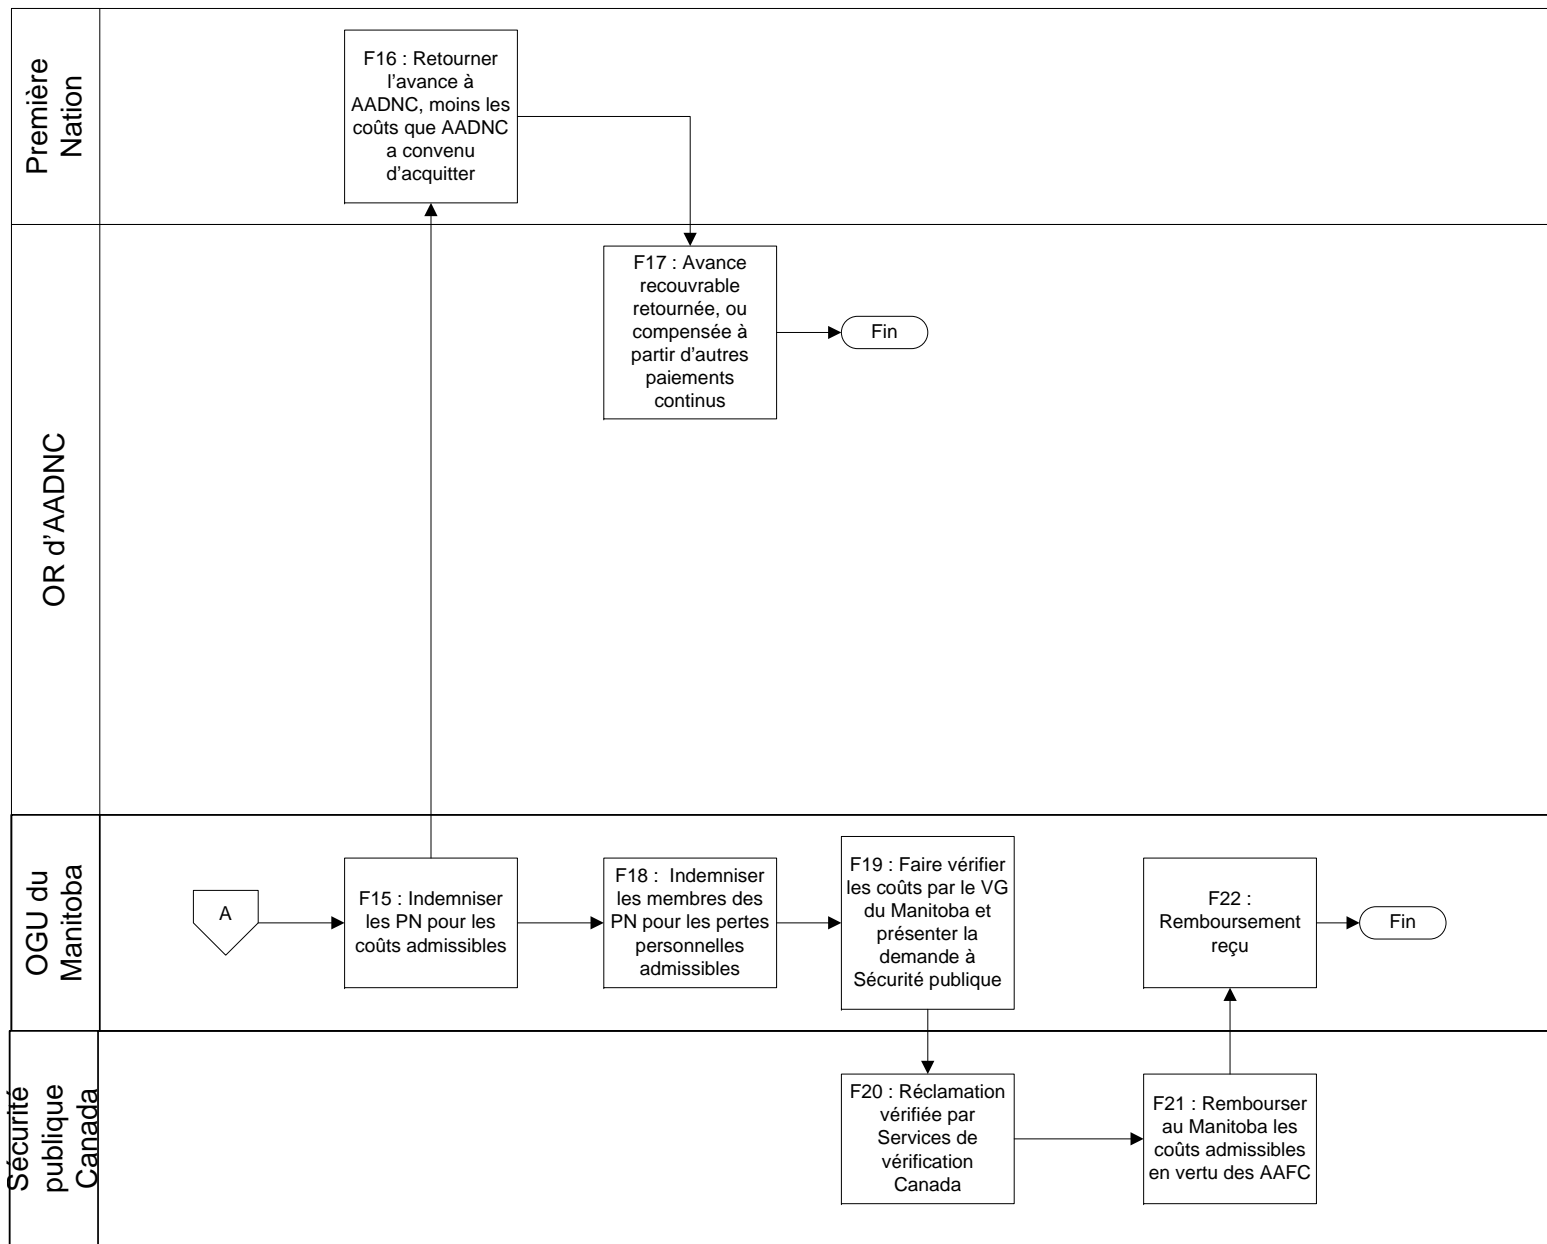 Première
Nation
F16 : Retourner
l’avance à
AADNC, moins les
coûts que AADNC
a convenu
d’acquitter
OR d’AADNC
F17 : Avance
recouvrable
retournée, ou
compensée à
partir d’autres
paiements
continus
Fin
OGU du
Manitoba
A
F15 : Indemniser
les PN pour les
coûts admissibles
F18 :  Indemniser
les membres des
PN pour les pertes
personnelles
admissibles
F19 : Faire vérifier
les coûts par le VG
du Manitoba et
présenter la
demande à
Sécurité publique
F22 :
Remboursement
reçu
Fin
Sécurité
publique
Canada
F20 : Réclamation
vérifiée par
Services de
vérification
Canada
F21 : Rembourser
au Manitoba les
coûts admissibles
en vertu des AAFC